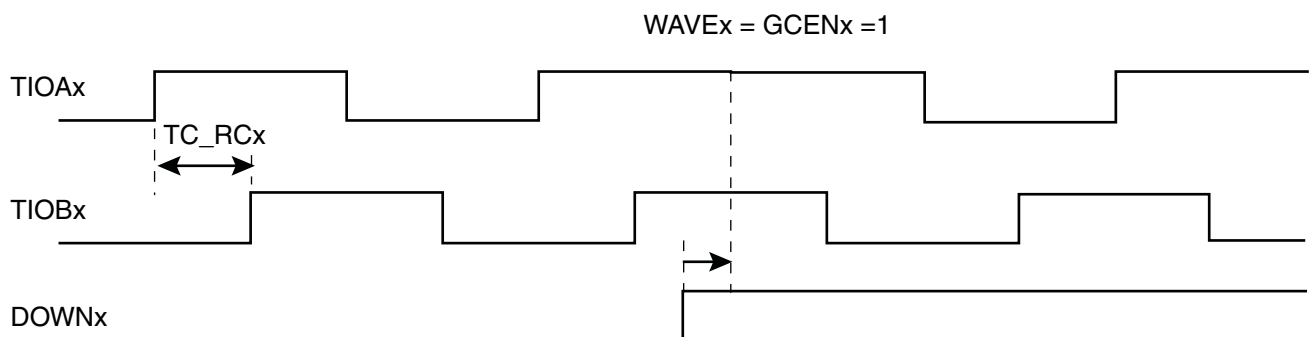 WAVEx = GCENx =1
TIOAx
TC_RCx
TIOBx
DOWNx